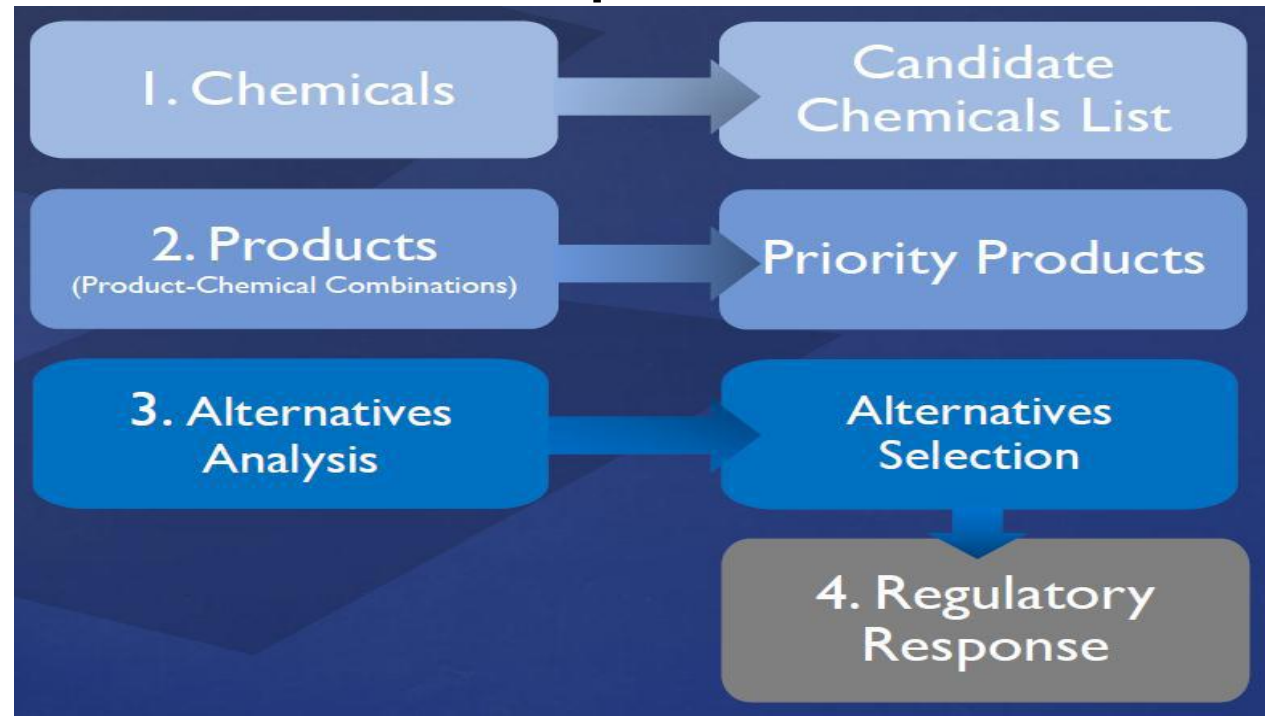 1. Chemicals
Candidate
Chemicals List
2. Products
(Product-Chemical Combinations)
Priority Products
3. Alternatives
Analysis
Alternatives
Selection
4. Regulatory
Response